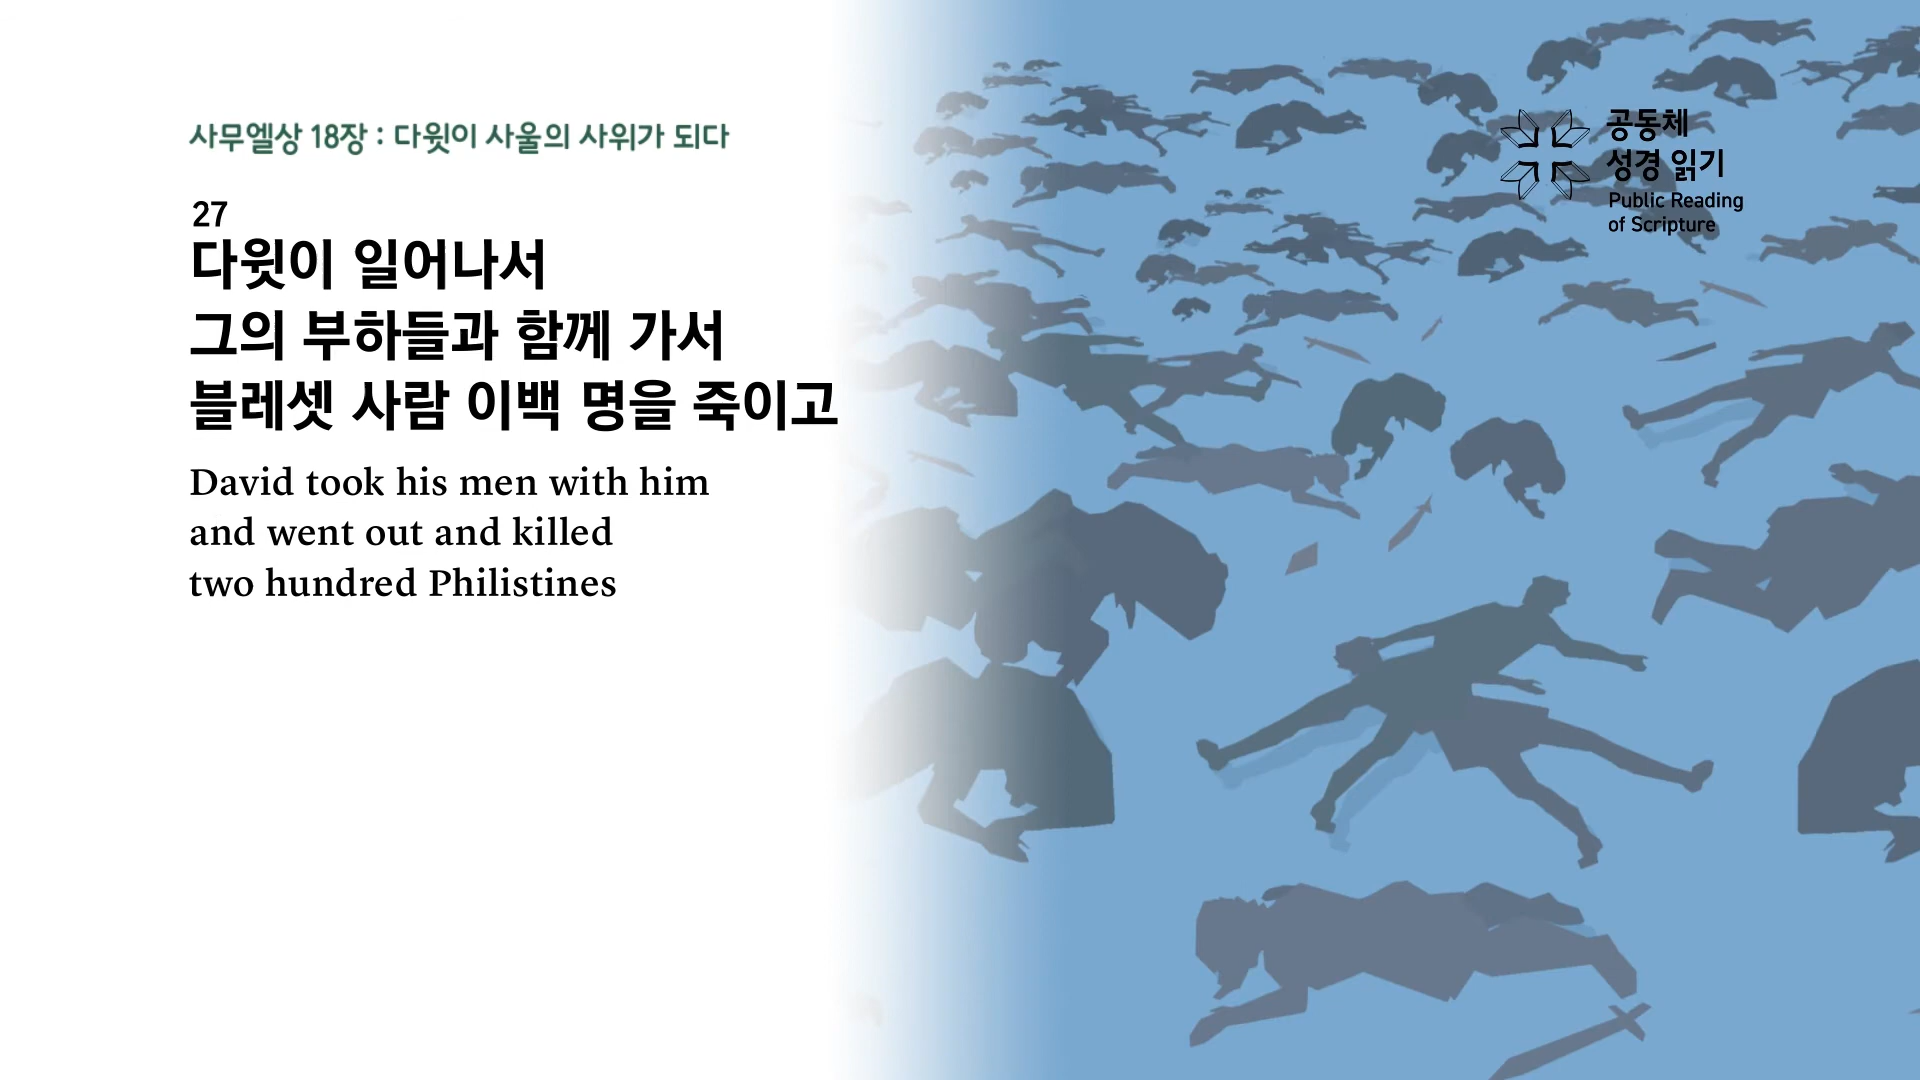 사무엘상 18장 : 다윗이 사울의 사위가 되다
27
다윗이 일어나서
그의 부하들과 함께 가서
블레셋 사람 이백 명을 죽이고
David took his men with him
and went out and killed
two hundred Philistines
공동체
성경 읽기
Public Reading
of Scripture